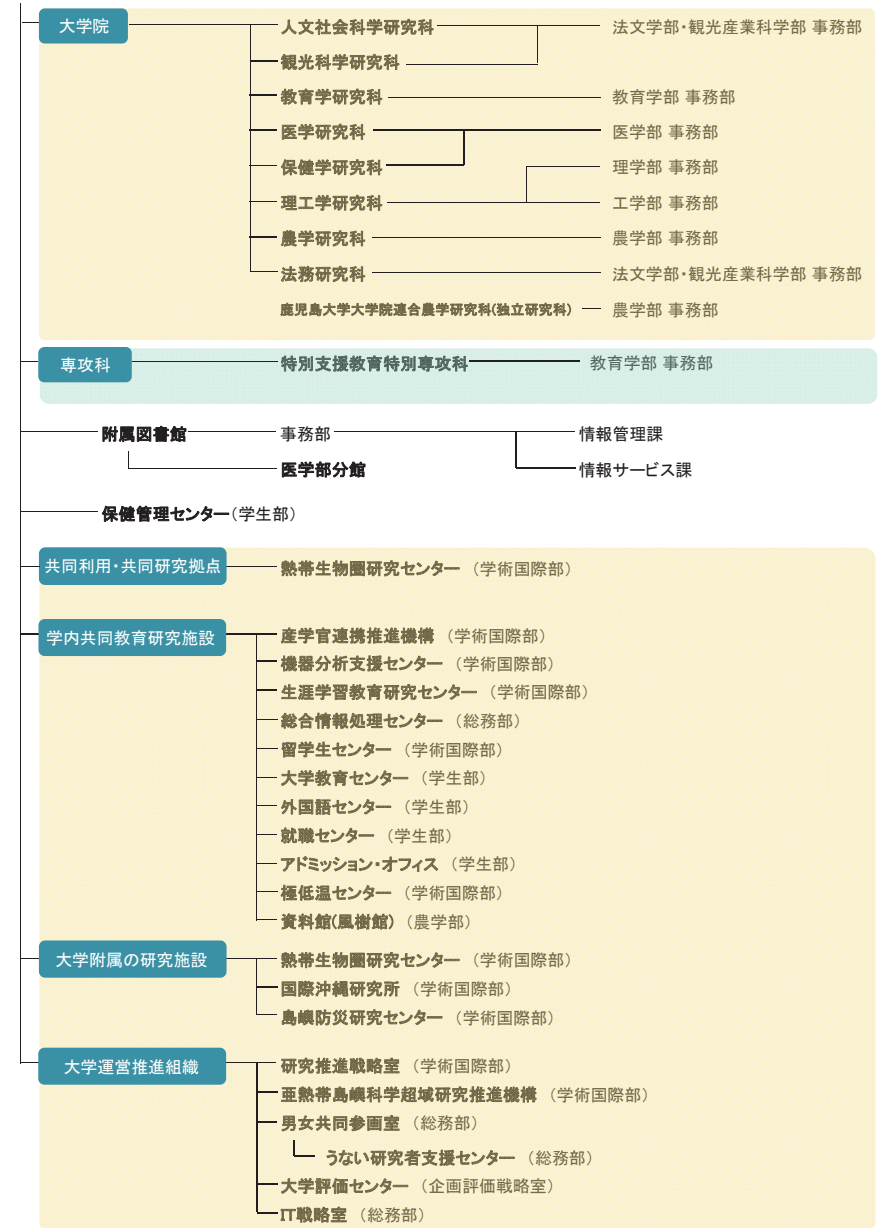 大学院 人文社会科学研究科 法文学部・観光産業科学部 事務部
観光科学研究科
教育学研究科 教育学部 事務部
医学研究科 医学部 事務部
保健学研究科 理学部 事務部
理工学研究科 工学部 事務部
農学研究科 農学部 事務部
法務研究科 法文学部・観光産業科学部 事務部
鹿児島大学大学院連合農学研究科(独立研究科) 農学部 事務部
専攻科 特別支援教育特別専攻科 教育学部 事務部
附属図書館 事務部 情報管理課
医学部分館 情報サービス課
保健管理センター(学生部)
共同利用・共同研究拠点 熱帯生物圏研究センター (学術国際部)
学内共同教育研究施設 産学官連携推進機構 (学術国際部)
機器分析支援センター (学術国際部)
生涯学習教育研究センター (学術国際部)
総合情報処理センター (総務部)
留学生センター (学術国際部)
大学教育センター (学生部)
外国語センター (学生部)
就職センター (学生部)
アドミッション・オフィス (学生部)
極低温センター (学術国際部)
資料館(風樹館) (農学部)
大学附属の研究施設 熱帯生物圏研究センター (学術国際部)
国際沖縄研究所 (学術国際部)
島嶼防災研究センター (学術国際部)
大学運営推進組織 研究推進戦略室 (学術国際部)
亜熱帯島嶼科学超域研究推進機構 (学術国際部)
男女共同参画室 (総務部)
うない研究者支援センター (総務部)
大学評価センター (企画評価戦略室)
IT戦略室 (総務部)